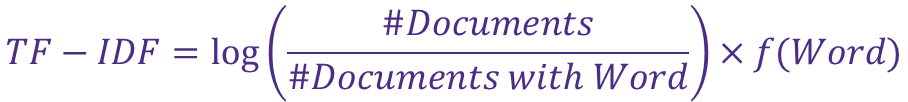 TF − IDF = log(#Documents / #Documents with Word) × f(Word)